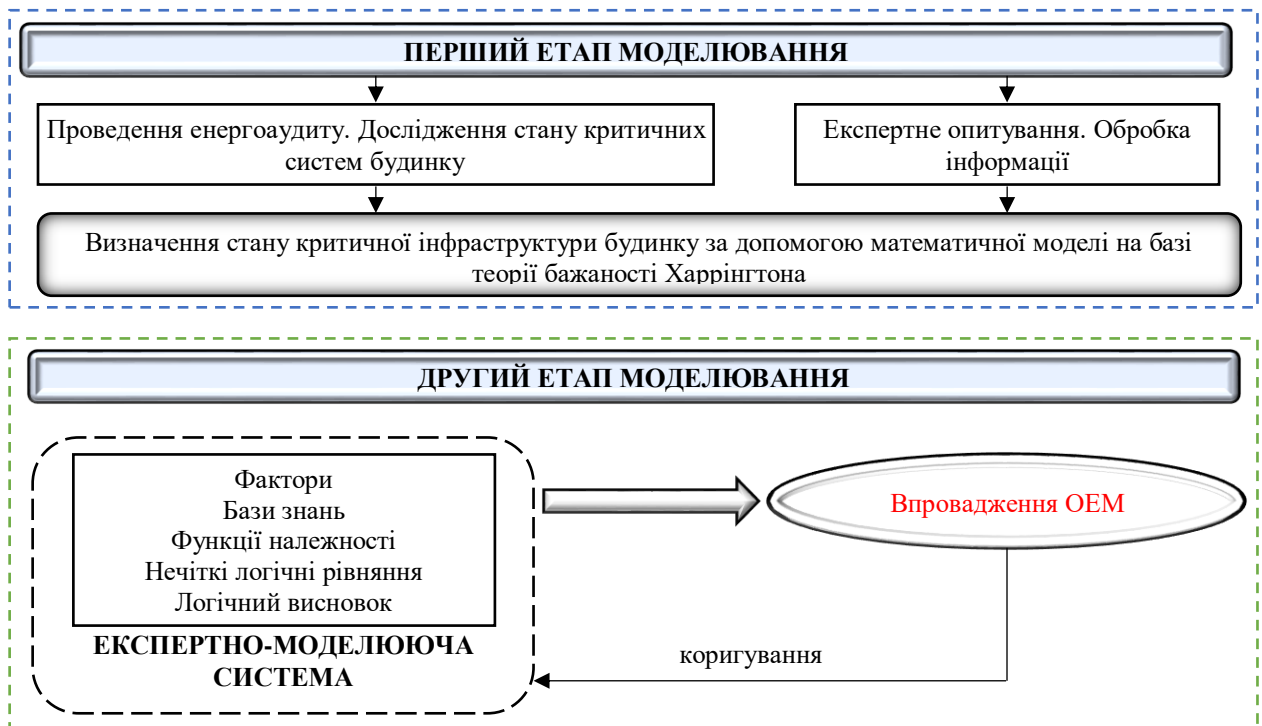 ПЕРШИЙ ЕТАП МОДЕЛЮВАННЯ
Проведення енергоаудиту. Дослідження стану критичних
систем будинку
Експертне опитування. Обробка
інформації
Визначення стану критичної інфраструктури будинку за допомогою математичної моделі на базі
теорії бажаності Харрінгтона
ДРУГИЙ ЕТАП МОДЕЛЮВАННЯ
Фактори
Бази знань
Функції належності
Нечіткі логічні рівняння
Логічний висновок
ЕКСПЕРТНО-МОДЕЛЮЮЧА
СИСТЕМА
Впровадження ОЕМ
коригування